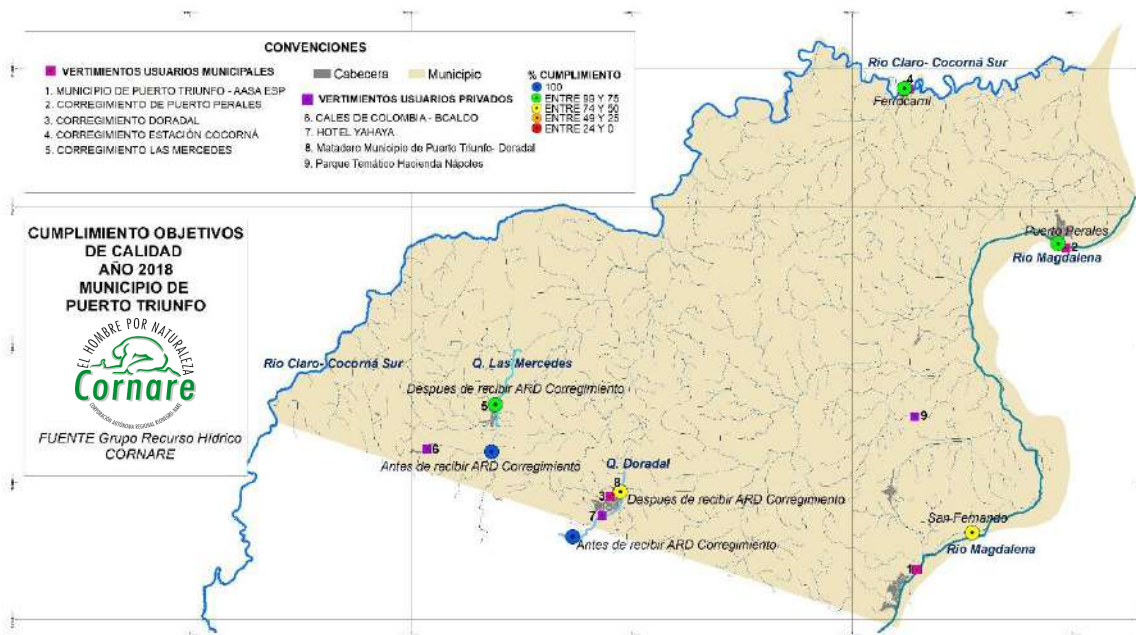 CONVENCIONES
VERTIMIENTOS USUARIOS MUNICIPALES
1. MUNICIPIO DE PUERTO TRIUNFO - AASA ESP
2. CORREGIMIENTO DE PUERTO PERALES
3. CORREGIMIENTO DORADAL
4. CORREGIMIENTO ESTACIÓN COCORNÁ
5. CORREGIMIENTO LAS MERCEDES
Cabecera
Municipio
VERTIMIENTOS USUARIOS PRIVADOS
6. CALES DE COLOMBIA - BCALCO
7. HOTEL YAHAYA
8. Matadero Municipio de Puerto Triunfo- Doradal
9. Parque Temático Hacienda Nápoles
% CUMPLIMIENTO
100
ENTRE 99 Y 75
ENTRE 74 Y 50
ENTRE 49 Y 25
ENTRE 24 Y 0
CUMPLIMIENTO OBJETIVOS
DE CALIDAD
AÑO 2018
MUNICIPIO DE
PUERTO TRIUNFO
EL HOMBRE POR NATURALEZA
Cornare
FUENTE Grupo Recurso Hídrico
CORNARE
Rio Claro- Cocorná Sur
4
Ferrocarril
Puerto Perales
2
Rio Magdalena
Rio Claro- Cocorná Sur
Q. Las Mercedes
Despues de recibir ARD Corregimiento
5
9
6
Antes de recibir ARD Corregimiento
Q. Doradal
8
3
Despues de recibir ARD Corregimiento
7
Antes de recibir ARD Corregimiento
San Fernando
Rio Magdalena
1